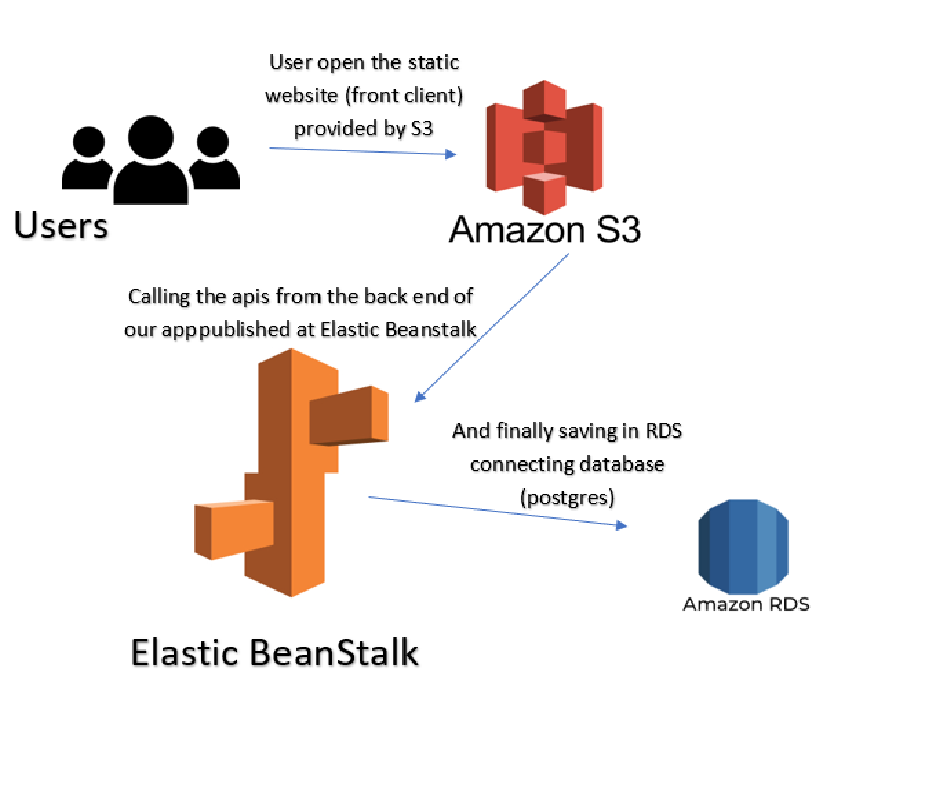 User open the static
website (front client)
provided by S3
Users
Amazon S3
Calling the apis from the back end of
our apppublished at Elastic Beanstalk
And finally saving in RDS
connecting database
(postgres)
Amazon RDS
Elastic BeanStalk